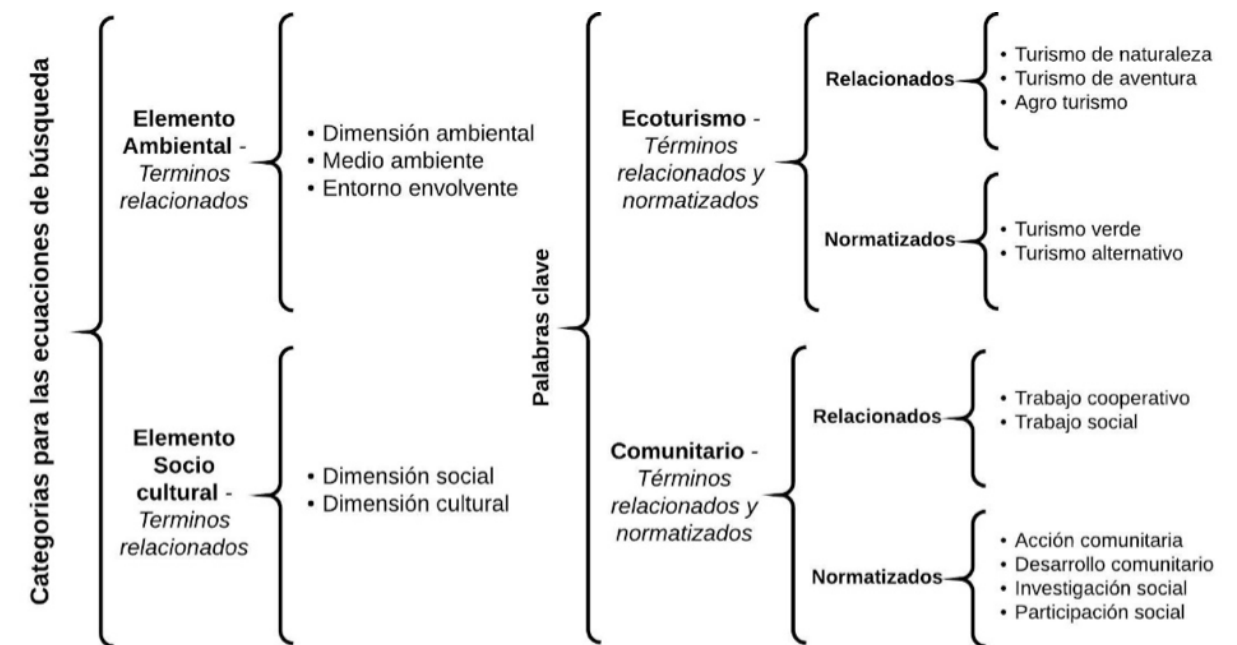 Categorias para las ecuaciones de búsqueda
Elemento
Ambiental -
Terminos
relacionados
• Dimensión ambiental
• Medio ambiente
• Entorno envolvente
Elemento
Socio
cultural -
Terminos
relacionados
• Dimensión social
• Dimensión cultural
Palabras clave
Ecoturismo -
Términos
relacionados y
normatizados
Relacionados
• Turismo de naturaleza
• Turismo de aventura
• Agro turismo
Normatizados
• Turismo verde
• Turismo alternativo
Comunitario -
Términos
relacionados y
normatizados
Relacionados
• Trabajo cooperativo
• Trabajo social
Normatizados
• Acción comunitaria
• Desarrollo comunitario
• Investigación social
• Participación social